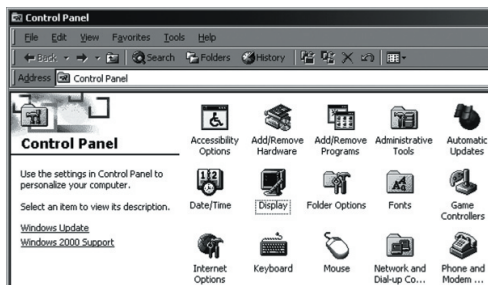 Control Panel
File Edit View Favorites Tools Help
Back Search Folders History
Address Control Panel
Control Panel
Use the settings in Control Panel to
personalize your computer.
Select an item to view its description.
Windows Update
Windows 2000 Support
Accessibility
Options
Add/Remove
Hardware
Add/Remove
Programs
Administrative
Tools
Automatic
Updates
Date/Time
Display
Folder Options
Fonts
Game
Controllers
Internet
Options
Keyboard
Mouse
Network and
Dial-up Co...
Phone and
Modem ...